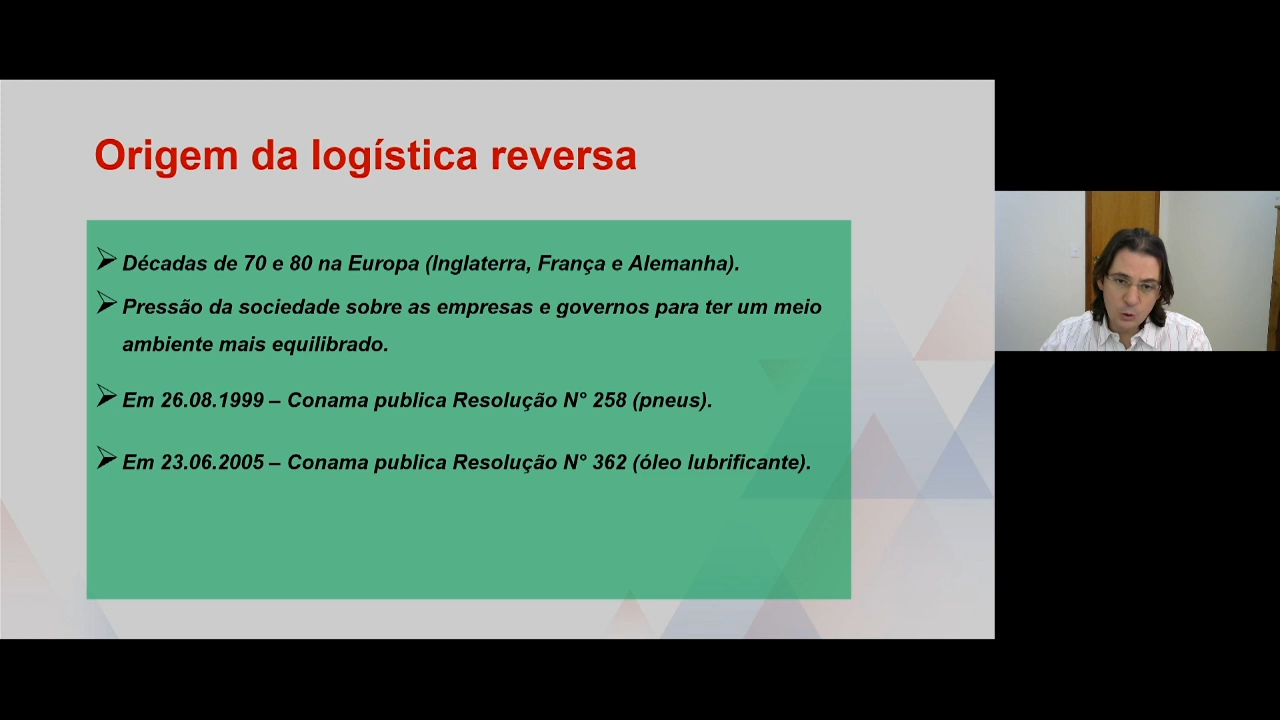 Origem da logística reversa
Décadas de 70 e 80 na Europa (Inglaterra, França e Alemanha).
Pressão da sociedade sobre as empresas e governos para ter um meio
ambiente mais equilibrado.
Em 26.08.1999 – Conama publica Resolução N° 258 (pneus).
Em 23.06.2005 – Conama publica Resolução N° 362 (óleo lubrificante).